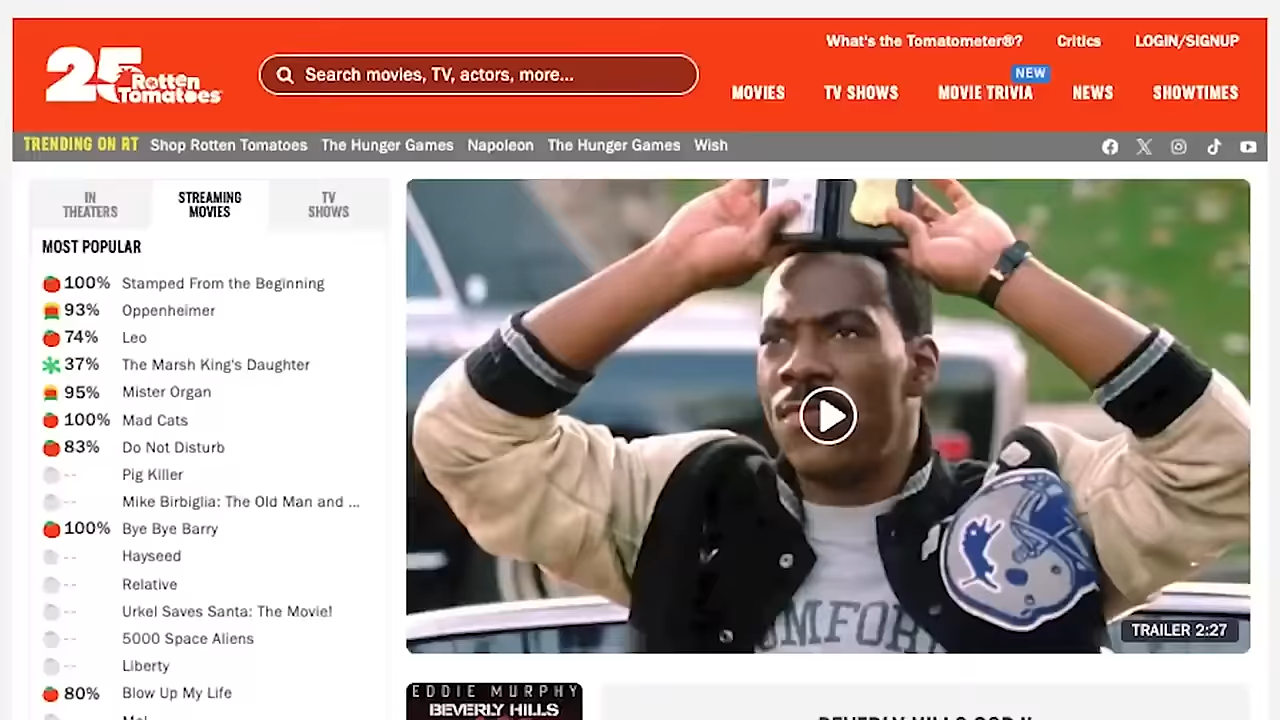 What's the Tomatometer®? Critics LOGIN/SIGNUP
25 Rotten Tomatoes
Search movies, TV, actors, more...
NEW
MOVIES TV SHOWS MOVIE TRIVIA NEWS SHOWTIMES
TRENDING ON RT Shop Rotten Tomatoes The Hunger Games Napoleon The Hunger Games Wish
IN THEATERS
STREAMING MOVIES
TV SHOWS
MOST POPULAR
100% Stamped From the Beginning
93% Oppenheimer
74% Leo
37% The Marsh King's Daughter
95% Mister Organ
100% Mad Cats
83% Do Not Disturb
-- Pig Killer
-- Mike Birbiglia: The Old Man and ...
100% Bye Bye Barry
-- Hayseed
-- Relative
-- Urkel Saves Santa: The Movie!
-- 5000 Space Aliens
-- Liberty
80% Blow Up My Life
TRAILER 2:27
EDDIE MURPHY
BEVERLY HILLS